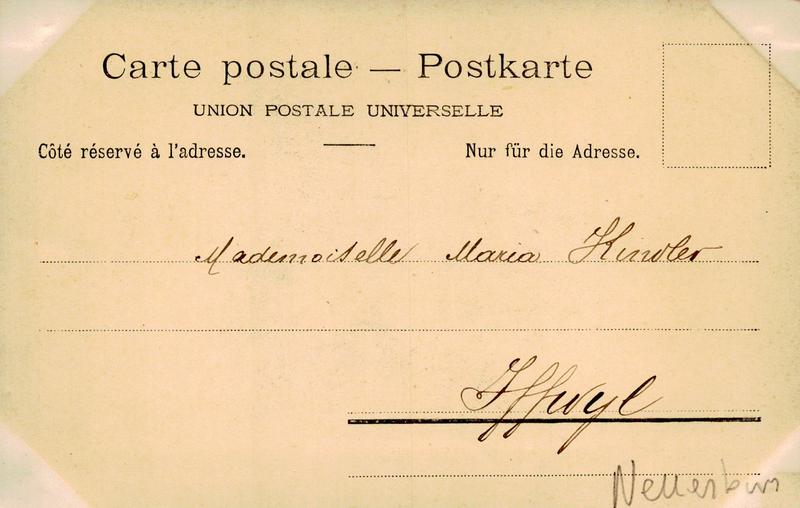 Carte postale — Postkarte
UNION POSTALE UNIVERSELLE
Côté réservé à l'adresse. Nur für die Adresse.
Mademoiselle Maria Kindler
Iffwyl